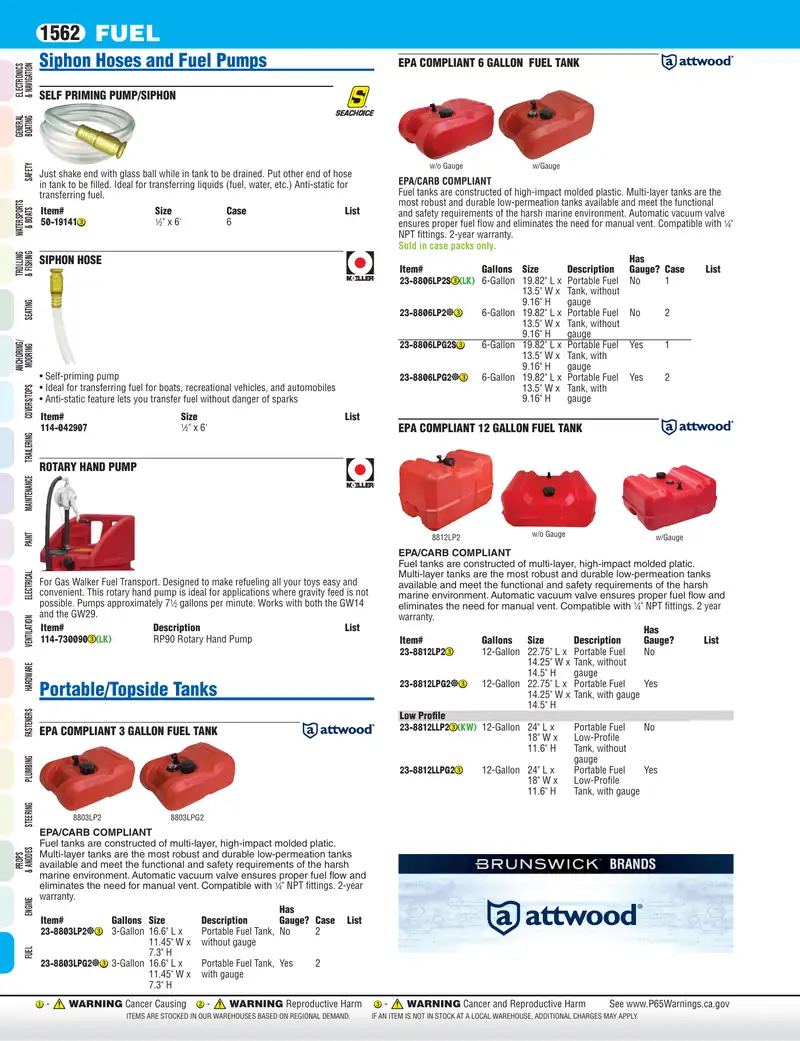 1562 FUEL
ELECTRONICS
& NAVIGATION
GENERAL
BOATING
SAFETY
WATERSPORTS
& BOATS
TROLLING
& FISHING
SEATING
ANCHORING/
MOORING
COVERS TOPS
TRAILERING
MAINTENANCE
PAINT
ELECTRICAL
VENTILATION
HARDWARE
FASTENERS
PLUMBING
STEERING
PROPS
& ANODES
ENGINE
FUEL
Siphon Hoses and Fuel Pumps
SELF PRIMING PUMP/SIPHON
S
SEACHOICE
Just shake end with glass ball while in tank to be drained. Put other end of hose
in tank to be filled. Ideal for transferring liquids (fuel, water, etc.) Anti-static for
transferring fuel.
Item# Size Case List
50-19141 3 ½" x 6' 6
SIPHON HOSE
MOELLER
• Self-priming pump
• Ideal for transferring fuel for boats, recreational vehicles, and automobiles
• Anti-static feature lets you transfer fuel without danger of sparks
Item# Size List
114-042907 ½" x 6'
ROTARY HAND PUMP
MOELLER
For Gas Walker Fuel Transport. Designed to make refueling all your toys easy and
convenient. This rotary hand pump is ideal for applications where gravity feed is not
possible. Pumps approximately 7½ gallons per minute. Works with both the GW14
and the GW29.
Item# Description List
114-730090 3 (LK) RP90 Rotary Hand Pump
Portable/Topside Tanks
EPA COMPLIANT 3 GALLON FUEL TANK
a attwood
8803LP2 8803LPG2
EPA/CARB COMPLIANT
Fuel tanks are constructed of multi-layer, high-impact molded platic.
Multi-layer tanks are the most robust and durable low-permeation tanks
available and meet the functional and safety requirements of the harsh
marine environment. Automatic vacuum valve ensures proper fuel flow and
eliminates the need for manual vent. Compatible with ¼" NPT fittings. 2-year
warranty.
Has
Item# Gallons Size Description Gauge? Case List
23-8803LP2 3 3-Gallon 16.6" L x Portable Fuel Tank, No 2
11.45" W x without gauge
7.3" H
23-8803LPG2 3 3-Gallon 16.6" L x Portable Fuel Tank, Yes 2
11.45" W x with gauge
7.3" H
EPA COMPLIANT 6 GALLON FUEL TANK
a attwood
w/o Gauge w/Gauge
EPA/CARB COMPLIANT
Fuel tanks are constructed of high-impact molded plastic. Multi-layer tanks are the
most robust and durable low-permeation tanks available and meet the functional
and safety requirements of the harsh marine environment. Automatic vacuum valve
ensures proper fuel flow and eliminates the need for manual vent. Compatible with ¼"
NPT fittings. 2-year warranty.
Sold in case packs only.
Has
Item# Gallons Size Description Gauge? Case List
23-8806LP2S 3 (LK) 6-Gallon 19.82" L x Portable Fuel No 1
13.5" W x Tank, without
9.16" H gauge
23-8806LP2 3 6-Gallon 19.82" L x Portable Fuel No 2
13.5" W x Tank, without
9.16" H gauge
23-8806LPG2S 3 6-Gallon 19.82" L x Portable Fuel Yes 1
13.5" W x Tank, with
9.16" H gauge
23-8806LPG2 3 6-Gallon 19.82" L x Portable Fuel Yes 2
13.5" W x Tank, with
9.16" H gauge
EPA COMPLIANT 12 GALLON FUEL TANK
a attwood
8812LP2 w/o Gauge w/Gauge
EPA/CARB COMPLIANT
Fuel tanks are constructed of multi-layer, high-impact molded platic.
Multi-layer tanks are the most robust and durable low-permeation tanks
available and meet the functional and safety requirements of the harsh
marine environment. Automatic vacuum valve ensures proper fuel flow and
eliminates the need for manual vent. Compatible with ¼" NPT fittings. 2 year
warranty.
Has
Item# Gallons Size Description Gauge? List
23-8812LP2 3 12-Gallon 22.75" L x Portable Fuel No
14.25" W x Tank, without
14.5" H gauge
23-8812LPG2 3 12-Gallon 22.75" L x Portable Fuel Yes
14.25" W x Tank, with gauge
14.5" H
Low Profile
23-8812LLP2 3 (KW) 12-Gallon 24" L x Portable Fuel No
18" W x Low-Profile
11.6" H Tank, without
gauge
23-8812LLPG2 3 12-Gallon 24" L x Portable Fuel Yes
18" W x Low-Profile
11.6" H Tank, with gauge
BRUNSWICK BRANDS
a attwood
1 - WARNING Cancer Causing 2 - WARNING Reproductive Harm 3 - WARNING Cancer and Reproductive Harm See www.P65Warnings.ca.gov
ITEMS ARE STOCKED IN OUR WAREHOUSES BASED ON REGIONAL DEMAND. IF AN ITEM IS NOT IN STOCK AT A LOCAL WAREHOUSE, ADDITIONAL CHARGES MAY APPLY.